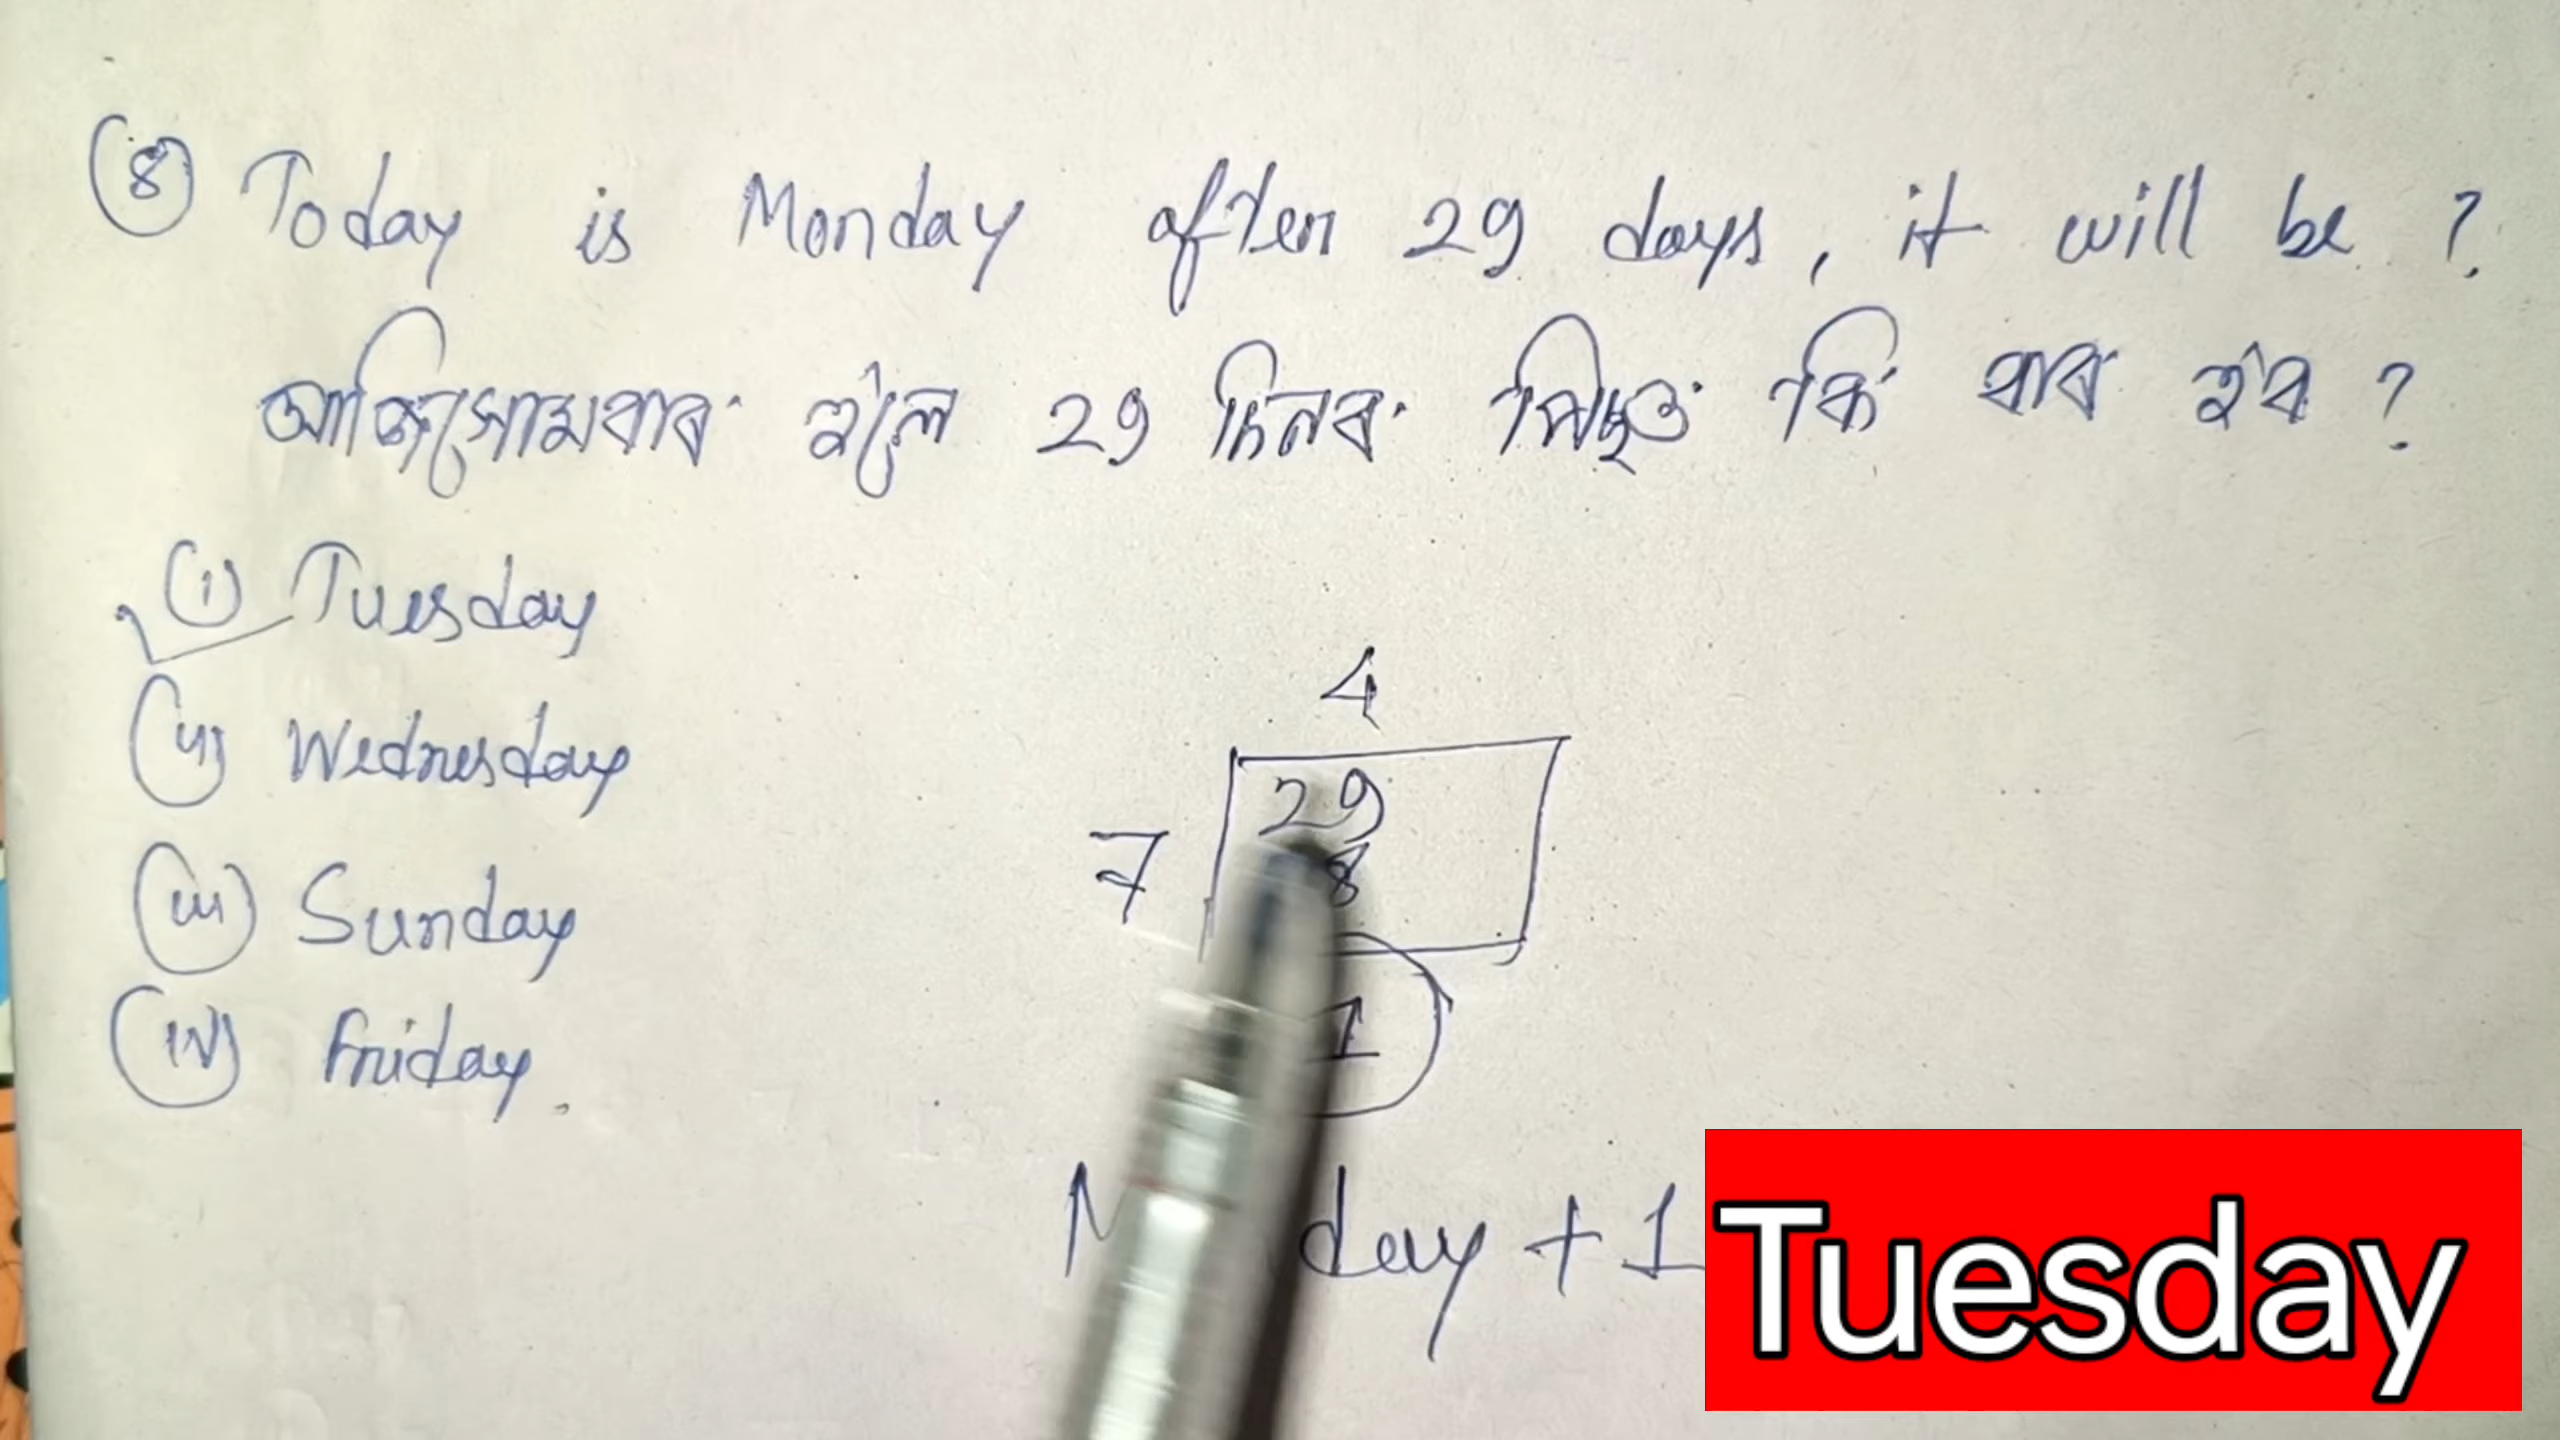 (8) Today is Monday after 29 days, it will be ?
আজি সোমবাৰ হ'লে 29 দিনৰ পিছত কি বাৰ হ'ব ?
(i) Tuesday
(ii) Wednesday
(iii) Sunday
(iv) Friday.
4
7 29
8
1
day + 1
Tuesday